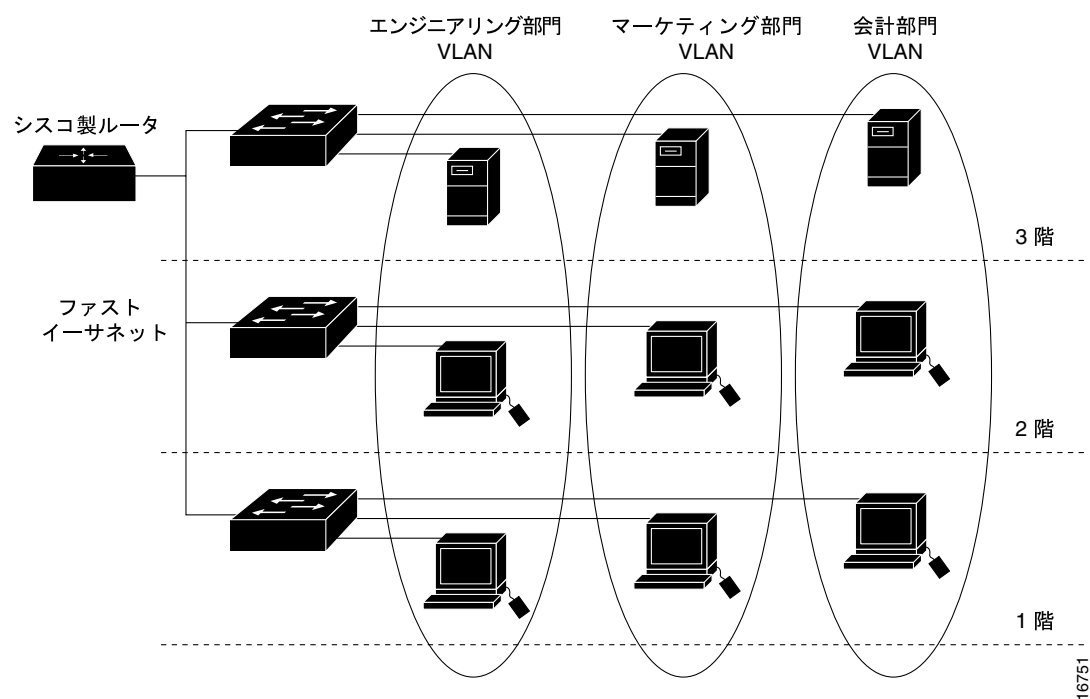 エンジニアリング部門
VLAN
マーケティング部門
VLAN
会計部門
VLAN
シスコ製ルータ
3 階
ファスト
イーサネット
2 階
1 階
16751